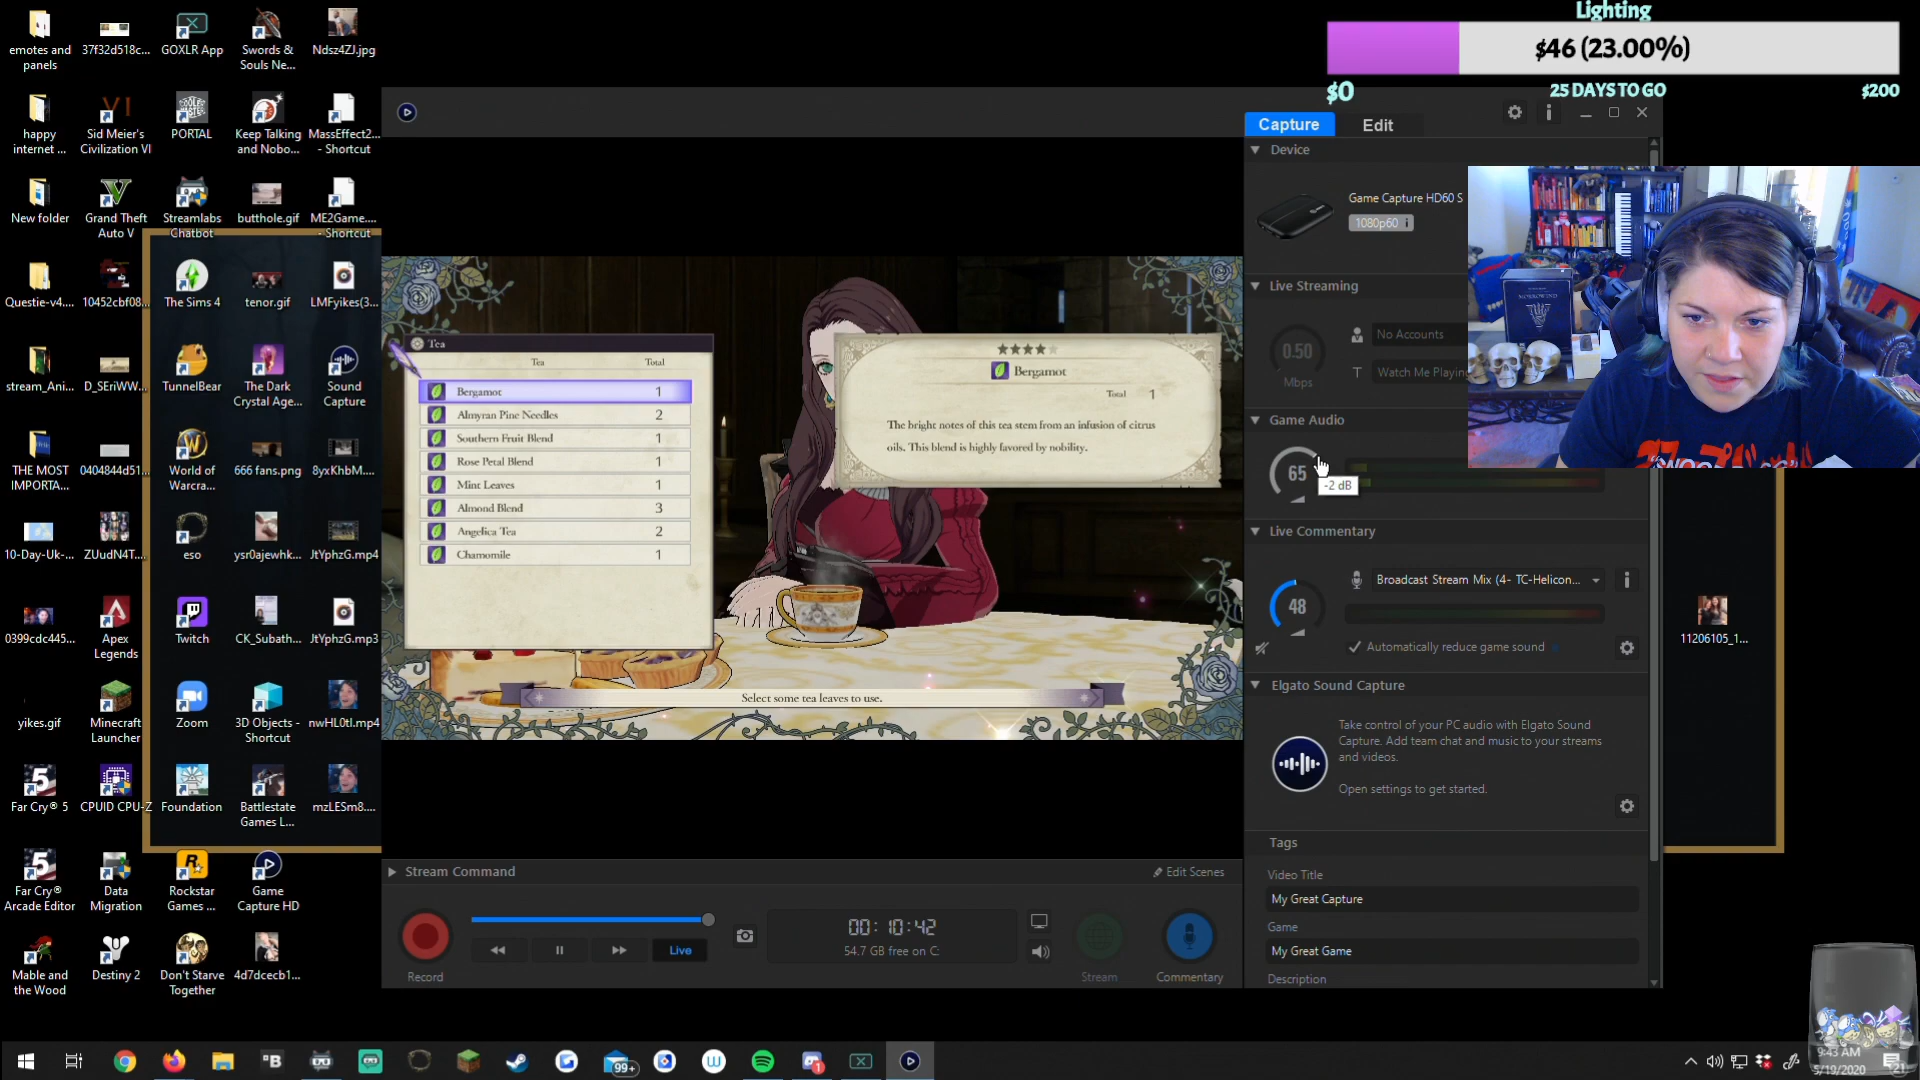 Lighting
$46 (23.00%)
$0
25 DAYS TO GO
$200
emotes and
panels
37f32d518c...
GOXLR App
Swords &
Souls Ne...
Ndsz4ZJ.jpg
happy
internet ...
Sid Meier's
Civilization VI
PORTAL
Keep Talking
and Nobo...
MassEffect2...
- Shortcut
New folder
Grand Theft
Auto V
Streamlabs
Chatbot
butthole.gif
ME2Game....
- Shortcut
Questie-v4....
10452cbf08...
The Sims 4
tenor.gif
LMFyikes(3...
stream_Ani...
D_SEriWW...
TunnelBear
The Dark
Crystal Age...
Sound
Capture
THE MOST
IMPORTA...
0404844d51...
World of
Warcra...
666 fans.png
8yxKhbM....
10-Day-Uk-...
ZUudN4T....
eso
ysr0ajewhk...
JtYphzG.mp4
0399cdc445...
Apex
Legends
Twitch
CK_Subath...
JtYphzG.mp3
yikes.gif
Minecraft
Launcher
Zoom
3D Objects -
Shortcut
nwHL0tl.mp4
Far Cry® 5
CPUID CPU-Z
Foundation
Battlestate
Games L...
mzLESm8....
Far Cry®
Arcade Editor
Data
Migration
Rockstar
Games ...
Game
Capture HD
Mable and
the Wood
Destiny 2
Don't Starve
Together
4d7dcecb1...
11206105_1...
Capture
Edit
Device
Game Capture HD60 S
1080p60 i
Live Streaming
0.50
Mbps
No Accounts
T Watch Me Playing
Game Audio
65
-2 dB
Live Commentary
48
Broadcast Stream Mix (4- TC-Helicon...
Automatically reduce game sound
Elgato Sound Capture
Take control of your PC audio with Elgato Sound
Capture. Add team chat and music to your streams
and videos.
Open settings to get started.
Tags
Video Title
My Great Capture
Game
My Great Game
Description
Tea
Tea
Total
Bergamot 1
Almyran Pine Needles 2
Southern Fruit Blend 1
Rose Petal Blend 1
Mint Leaves 1
Almond Blend 3
Angelica Tea 2
Chamomile 1
Bergamot
Total 1
The bright notes of this tea stem from an infusion of citrus
oils. This blend is highly favored by nobility.
Select some tea leaves to use.
MORROWIND
Stream Command
Edit Scenes
Record
Live
00:10:42
54.7 GB free on C:
Stream
Commentary
99+
1
9:43 AM
5/19/2020
21